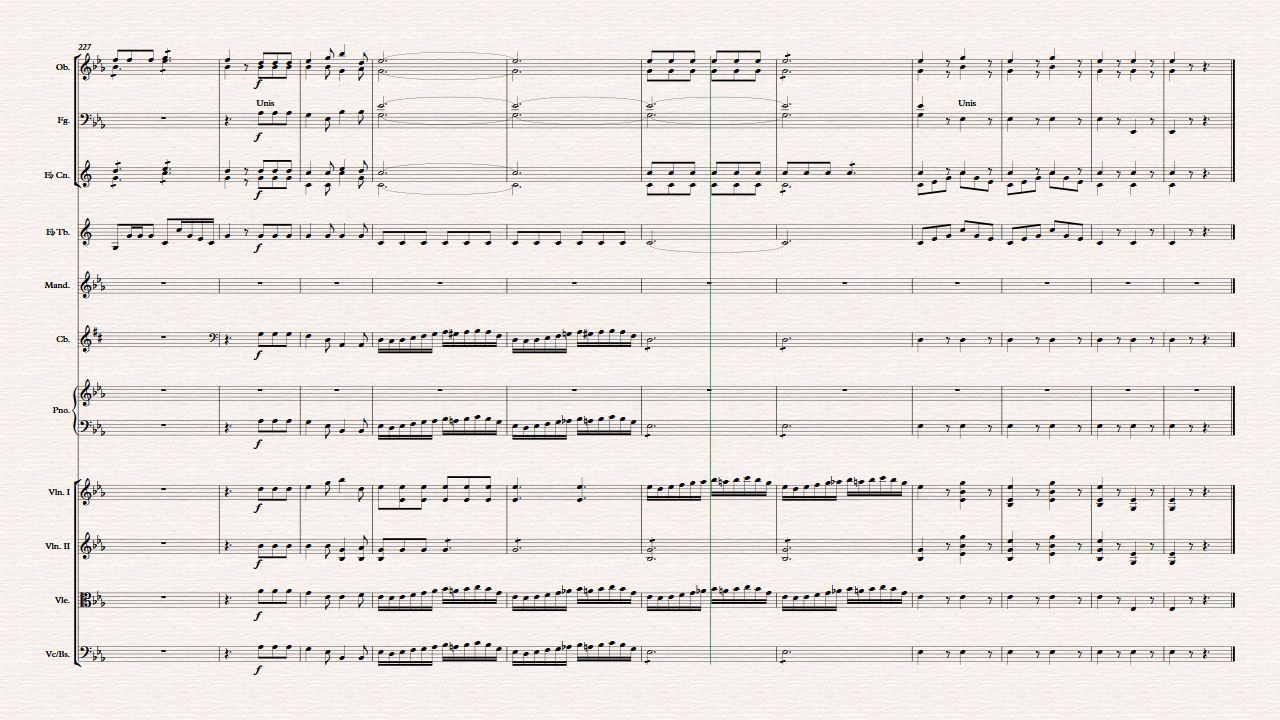 227
Ob.
f
Unis
Unis
Fg.
f
E♭ Cn.
f
E♭ Tb.
f
Mand.
Cb.
f
Pno.
f
Vln. I
f
Vln. II
f
Vle.
f
Vc/Bs.
f